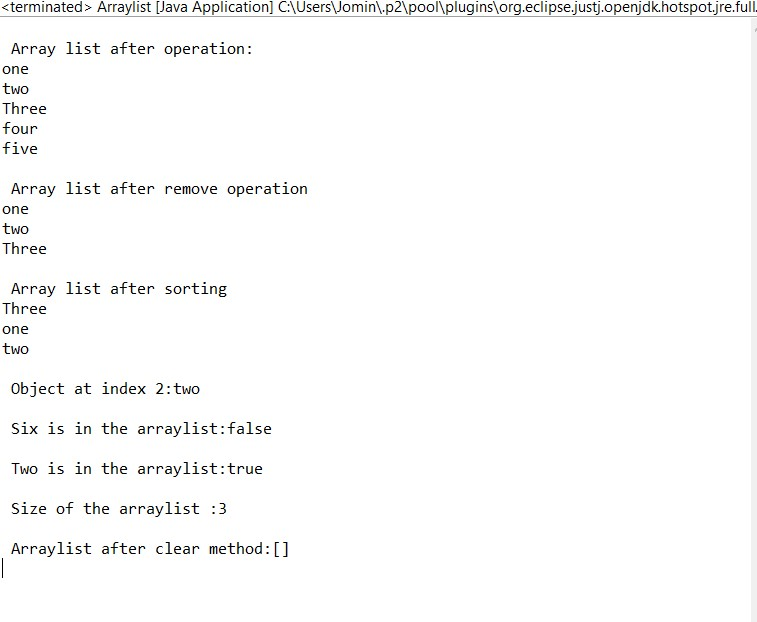 <terminated> Arraylist [Java Application] C:\Users\Jomin\.p2\pool\plugins\org.eclipse.justj.openjdk.hotspot.jre.full.
Array list after operation:
one
two
Three
four
five
Array list after remove operation
one
two
Three
Array list after sorting
Three
one
two
Object at index 2:two
Six is in the arraylist:false
Two is in the arraylist:true
Size of the arraylist :3
Arraylist after clear method:[]